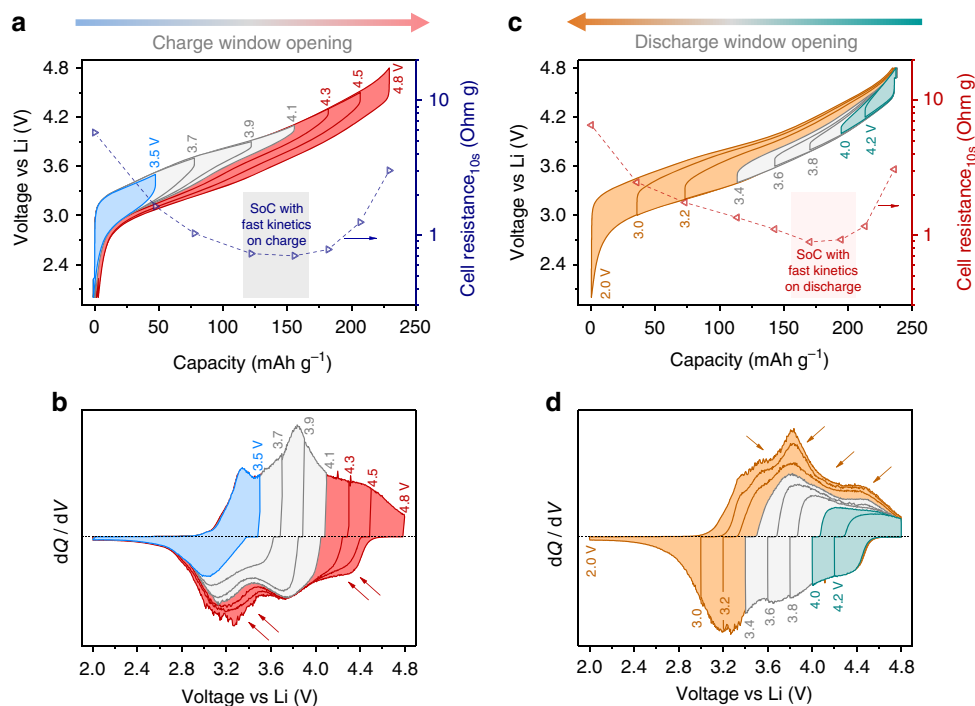 a
Charge window opening
4.8
4.2
3.6
3.0
2.4
Voltage vs Li (V)
3.5 V
3.7
3.9
4.1
4.3
4.5
4.8 V
SoC with
fast kinetics
on charge
10
1
Cell resistance10s (Ohm g)
0
50
100
150
200
250
Capacity (mAh g−1)
c
Discharge window opening
4.8
4.2
3.6
3.0
2.4
Voltage vs Li (V)
2.0 V
3.0
3.2
3.4
3.6
3.8
4.0
4.2 V
SoC with
fast kinetics
on discharge
10
1
Cell resistance10s (Ohm g)
0
50
100
150
200
250
Capacity (mAh g−1)
b
dQ / dV
3.5 V
3.7
3.9
4.1
4.3
4.5
4.8 V
2.0
2.4
2.8
3.2
3.6
4.0
4.4
4.8
Voltage vs Li (V)
d
dQ / dV
2.0 V
3.0
3.2
3.4
3.6
3.8
4.0
4.2 V
2.0
2.4
2.8
3.2
3.6
4.0
4.4
4.8
Voltage vs Li (V)